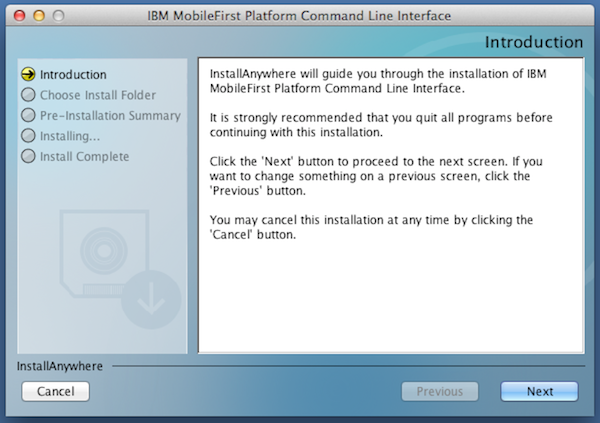 IBM MobileFirst Platform Command Line Interface
Introduction
Introduction
Choose Install Folder
Pre-Installation Summary
Installing...
Install Complete
InstallAnywhere will guide you through the installation of IBM
MobileFirst Platform Command Line Interface.
It is strongly recommended that you quit all programs before
continuing with this installation.
Click the 'Next' button to proceed to the next screen. If you
want to change something on a previous screen, click the
'Previous' button.
You may cancel this installation at any time by clicking the
'Cancel' button.
InstallAnywhere
Cancel
Previous
Next